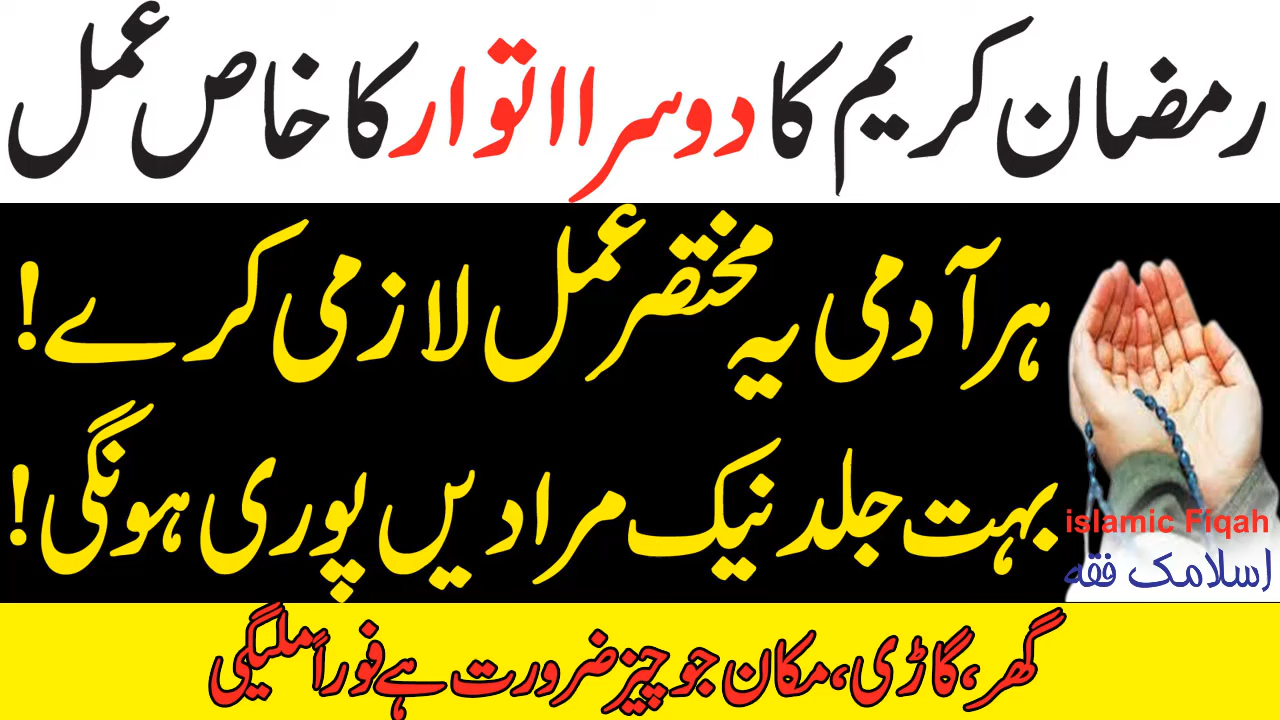 رمضان کریم کا دوسرا اتوار کا خاص عمل
ہر آدمی یہ مختصر عمل لازمی کرے!
بہت جلد نیک مرادیں پوری ہونگی!
islamic Fiqah
اسلامک فقہ
گھر، گاڑی، مکان جو چیز ضرورت ہے فوراً ملیگی